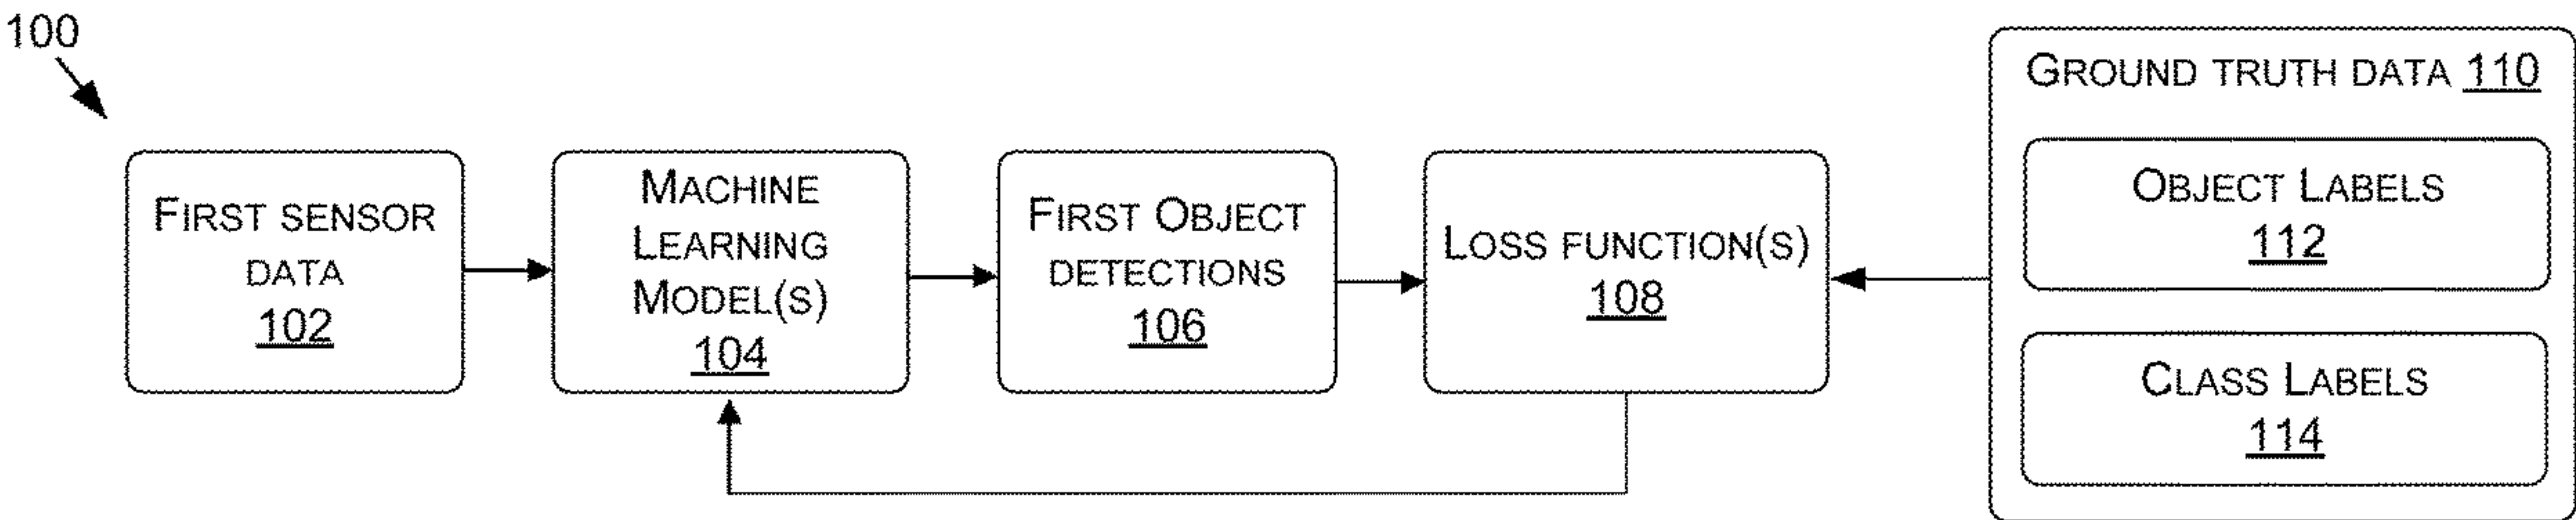 100
First sensor
data
102
Machine
Learning
Model(s)
104
First Object
detections
106
Loss function(s)
108
Ground truth data 110
Object Labels
112
Class Labels
114